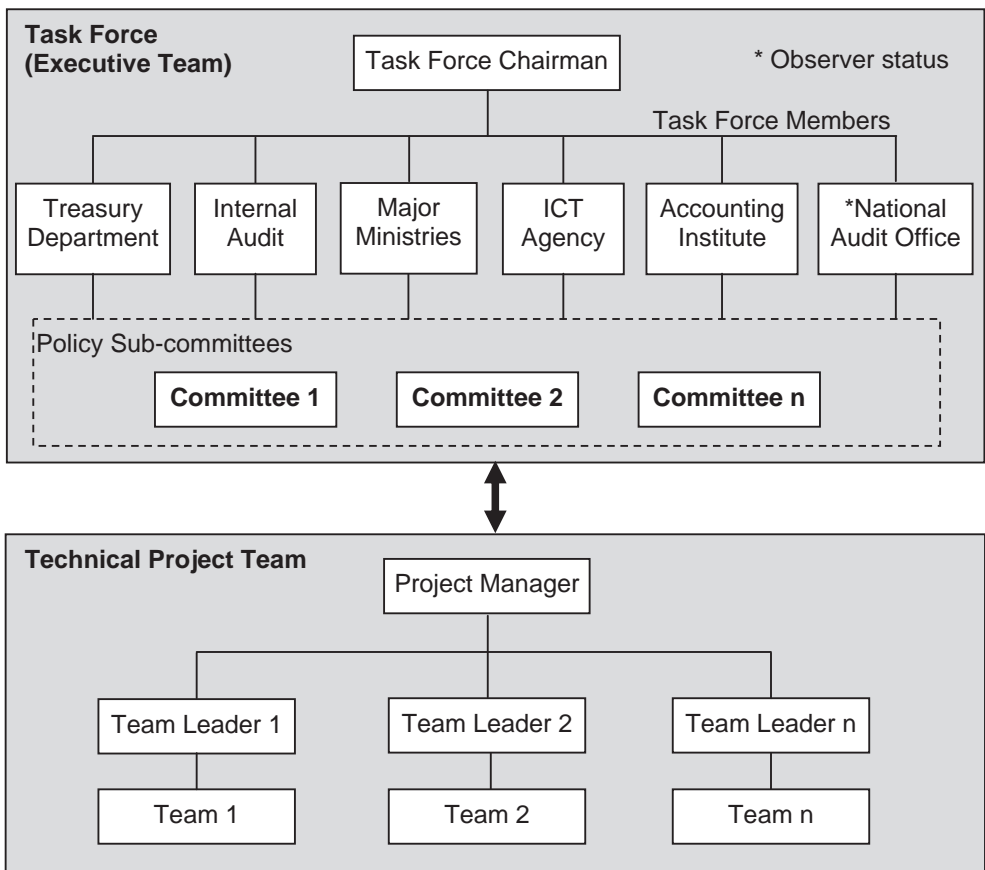 Task Force
(Executive Team)
Task Force Chairman
* Observer status
Task Force Members
Treasury
Department
Internal
Audit
Major
Ministries
ICT
Agency
Accounting
Institute
*National
Audit Office
Policy Sub-committees
Committee 1
Committee 2
Committee n
Technical Project Team
Project Manager
Team Leader 1
Team Leader 2
Team Leader n
Team 1
Team 2
Team n